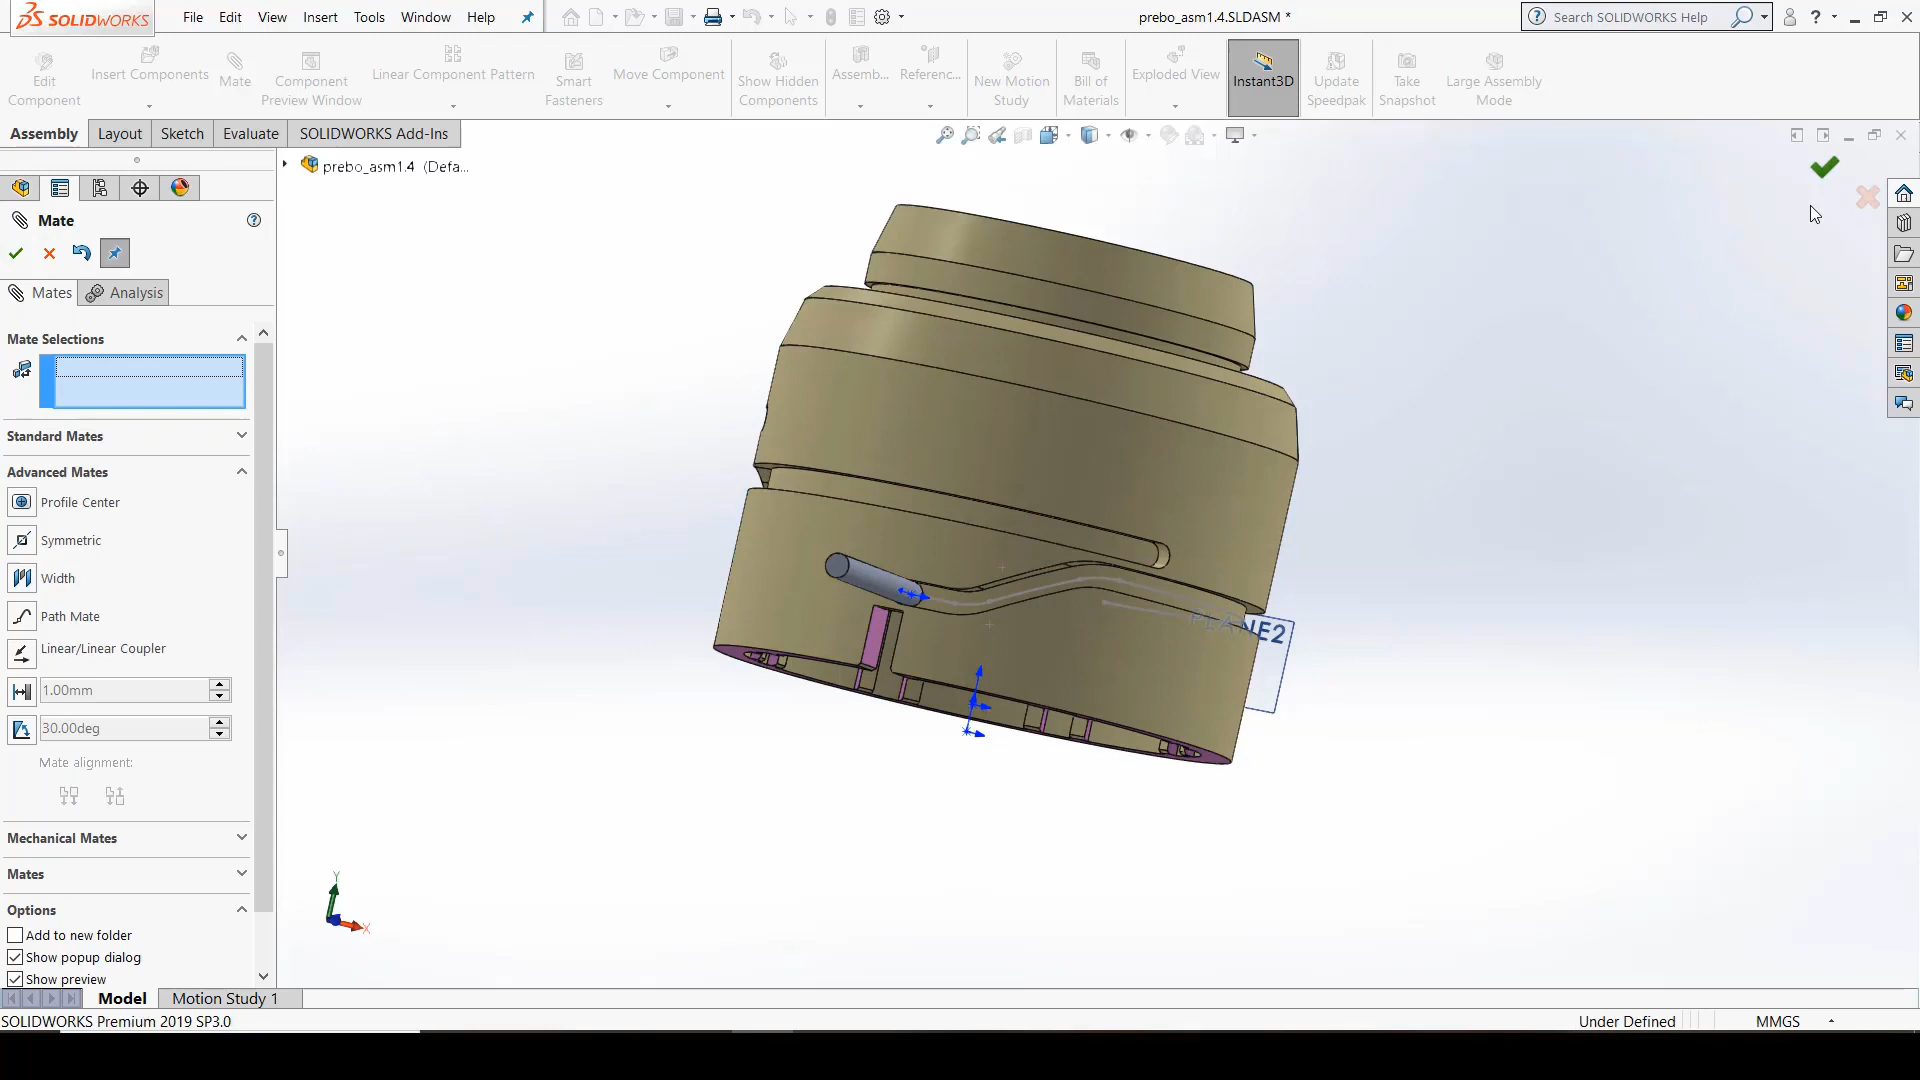 SOLIDWORKS File Edit View Insert Tools Window Help prebo_asm1.4.SLDASM * Search SOLIDWORKS Help ?
Edit Component
Insert Components
Mate
Component Preview Window
Linear Component Pattern
Smart Fasteners
Move Component
Show Hidden Components
Assemb...
Referenc...
New Motion Study
Bill of Materials
Exploded View
Instant3D
Update Speedpak
Take Snapshot
Large Assembly Mode
Assembly Layout Sketch Evaluate SOLIDWORKS Add-Ins
prebo_asm1.4 (Defa...
Mate
Mates Analysis
Mate Selections
Standard Mates
Advanced Mates
Profile Center
Symmetric
Width
Path Mate
Linear/Linear Coupler
1.00mm
30.00deg
Mate alignment:
Mechanical Mates
Mates
Options
Add to new folder
Show popup dialog
Show preview
PLANE2
Y
X
Model Motion Study 1
SOLIDWORKS Premium 2019 SP3.0 Under Defined MMGS